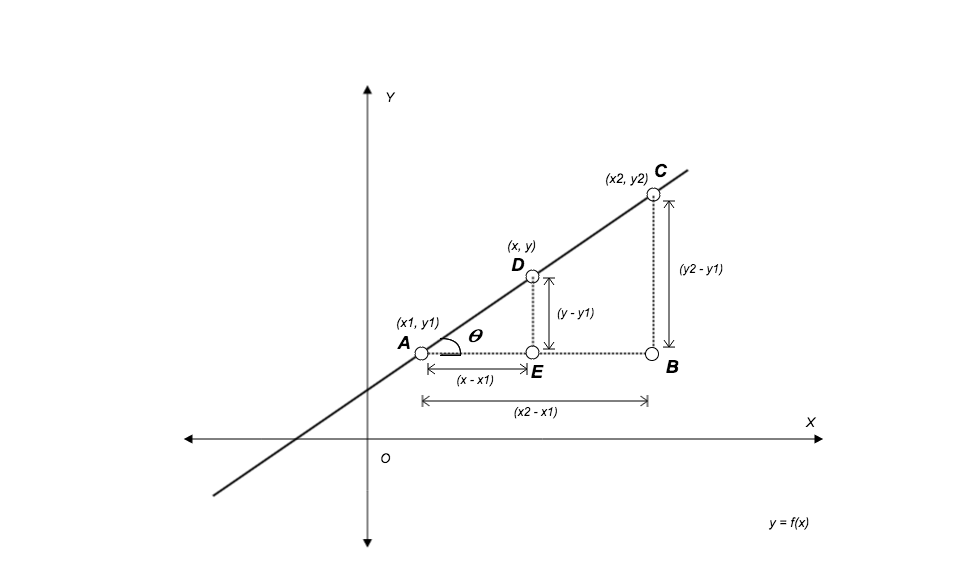 Y
(x2, y2)
C
(x, y)
D
(y2 - y1)
(x1, y1)
(y - y1)
A
θ
E
B
(x - x1)
(x2 - x1)
X
O
y = f(x)